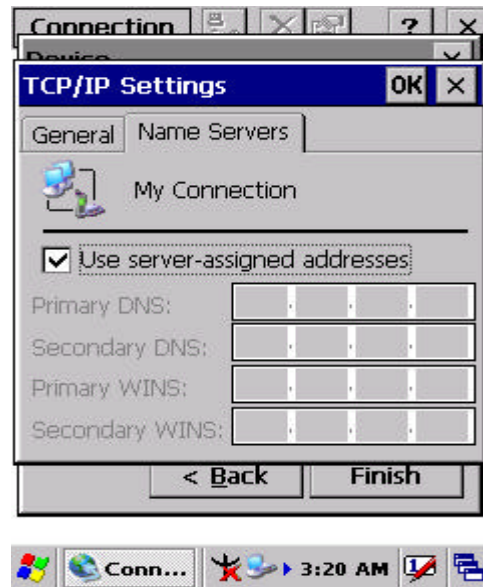 Connection ? ×
Device
TCP/IP Settings OK ×
General Name Servers
My Connection
Use server-assigned addresses
Primary DNS:
Secondary DNS:
Primary WINS:
Secondary WINS:
< Back Finish
Conn... 3:20 AM